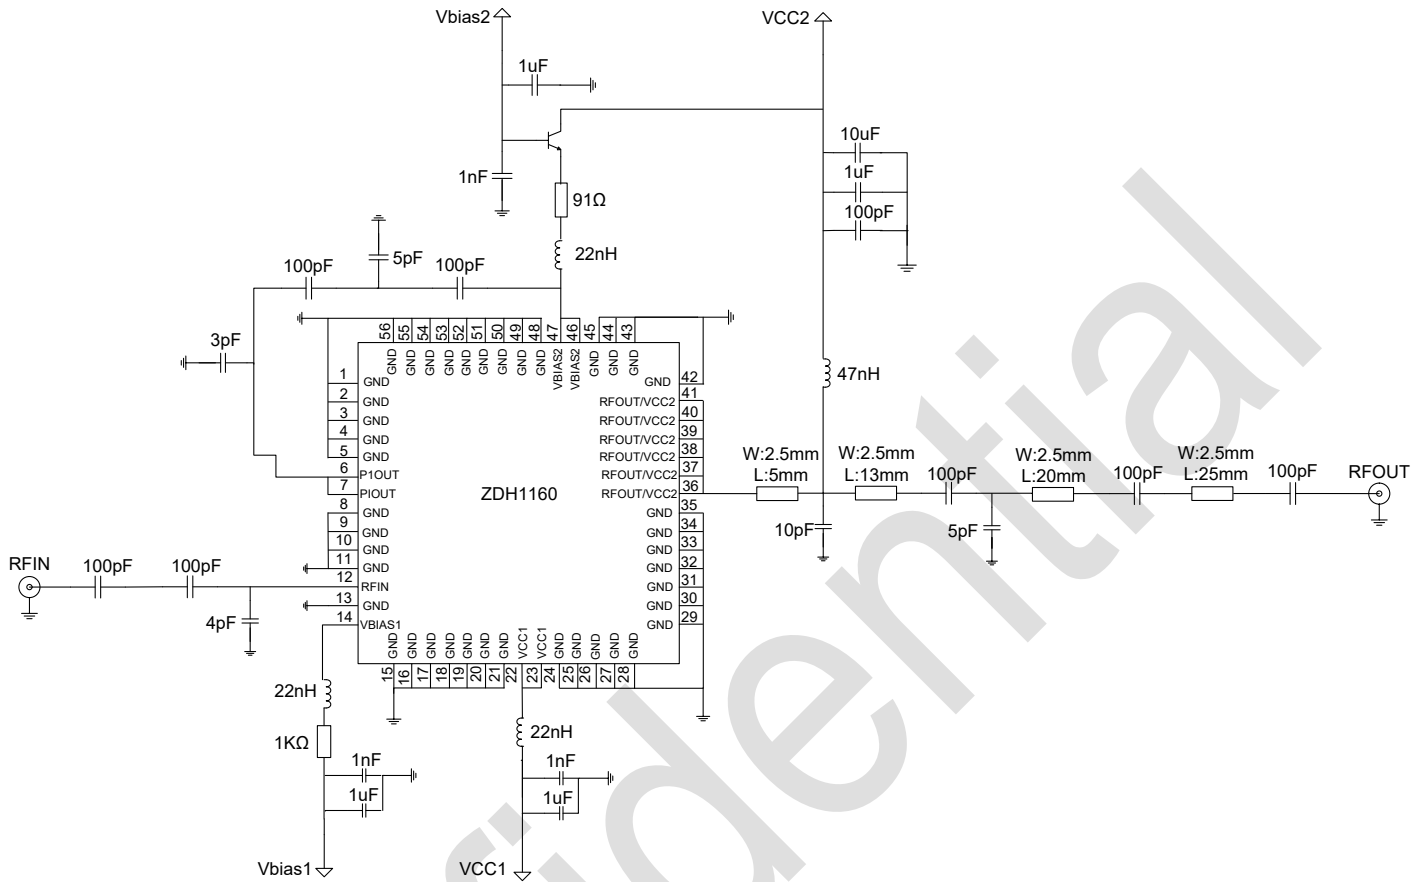 Vbias2
VCC2
1uF
10uF
1uF
100pF
1nF
91Ω
22nH
5pF
100pF
100pF
3pF
47nH
56 55 54 53 52 51 50 49 48 47 46 45 44 43
GND GND GND GND GND GND GND GND GND VBIAS2 VBIAS2 GND GND GND
1 GND
2 GND
3 GND
4 GND
5 GND
6 P1OUT
7 PIOUT
8 GND
9 GND
10 GND
11 GND
12 RFIN
13 GND
14 VBIAS1
ZDH1160
GND 42
RFOUT/VCC2 41
RFOUT/VCC2 40
RFOUT/VCC2 39
RFOUT/VCC2 38
RFOUT/VCC2 37
RFOUT/VCC2 36
GND 35
GND 34
GND 33
GND 32
GND 31
GND 30
GND 29
GND GND GND GND GND GND GND VCC1 VCC1 GND GND GND GND GND
15 16 17 18 19 20 21 22 23 24 25 26 27 28
W:2.5mm
L:5mm
W:2.5mm
L:13mm
100pF
W:2.5mm
L:20mm
100pF
W:2.5mm
L:25mm
100pF
RFOUT
10pF
5pF
RFIN
100pF
100pF
4pF
22nH
1KΩ
1nF
1uF
Vbias1
22nH
1nF
1uF
VCC1
fidential